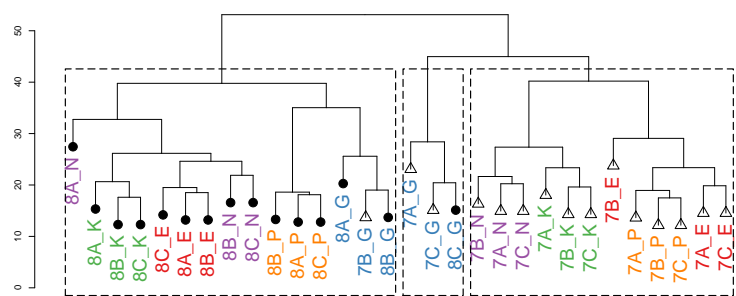 50
40
30
20
10
0
8A_N
8A_K
8B_K
8C_K
8C_E
8A_E
8B_E
8B_N
8C_N
8B_P
8A_P
8C_P
8A_G
7B_G
8B_G
7A_G
7C_G
8C_G
7B_N
7A_N
7C_N
7A_K
7B_K
7C_K
7B_E
7A_P
7B_P
7C_P
7A_E
7C_E